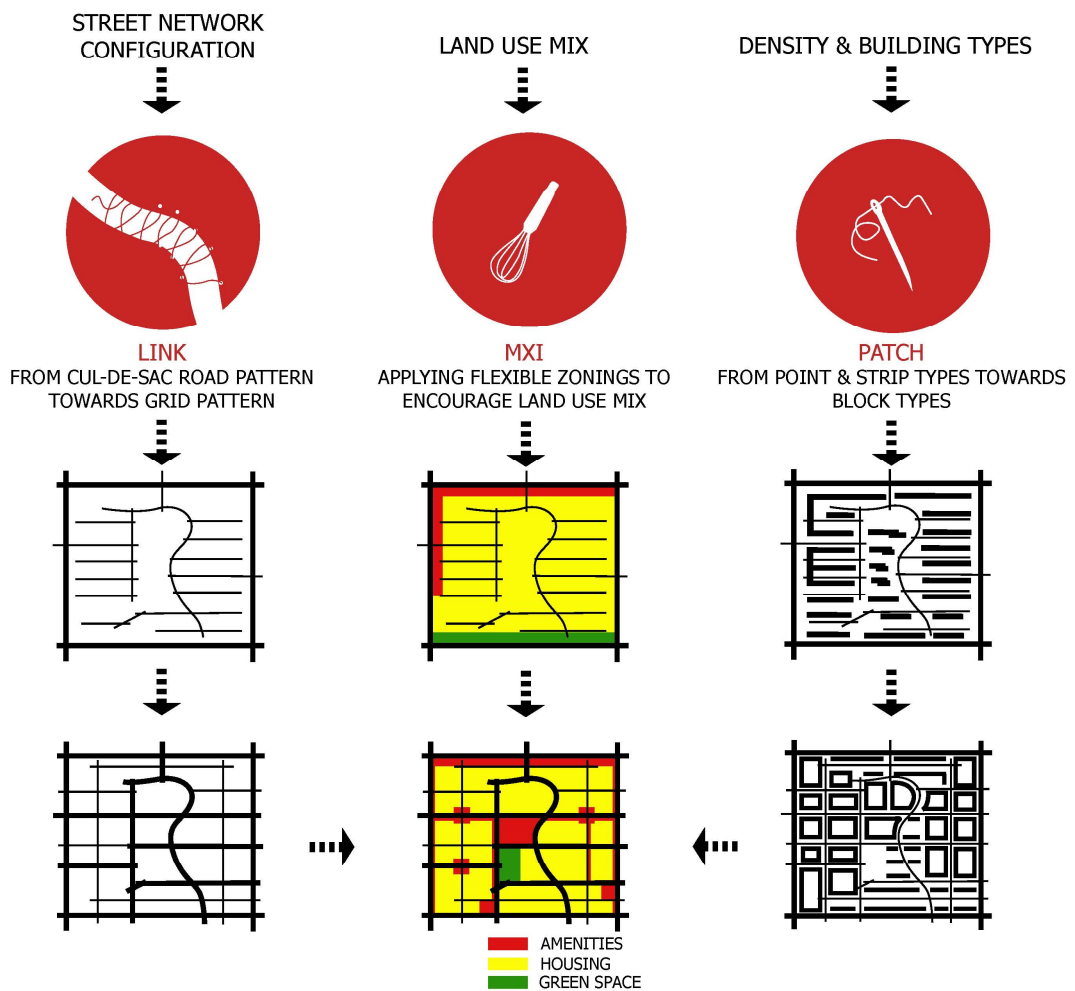 STREET NETWORK
CONFIGURATION
LAND USE MIX
DENSITY & BUILDING TYPES
LINK
FROM CUL-DE-SAC ROAD PATTERN
TOWARDS GRID PATTERN
MXI
APPLYING FLEXIBLE ZONINGS TO
ENCOURAGE LAND USE MIX
PATCH
FROM POINT & STRIP TYPES TOWARDS
BLOCK TYPES
AMENITIES
HOUSING
GREEN SPACE